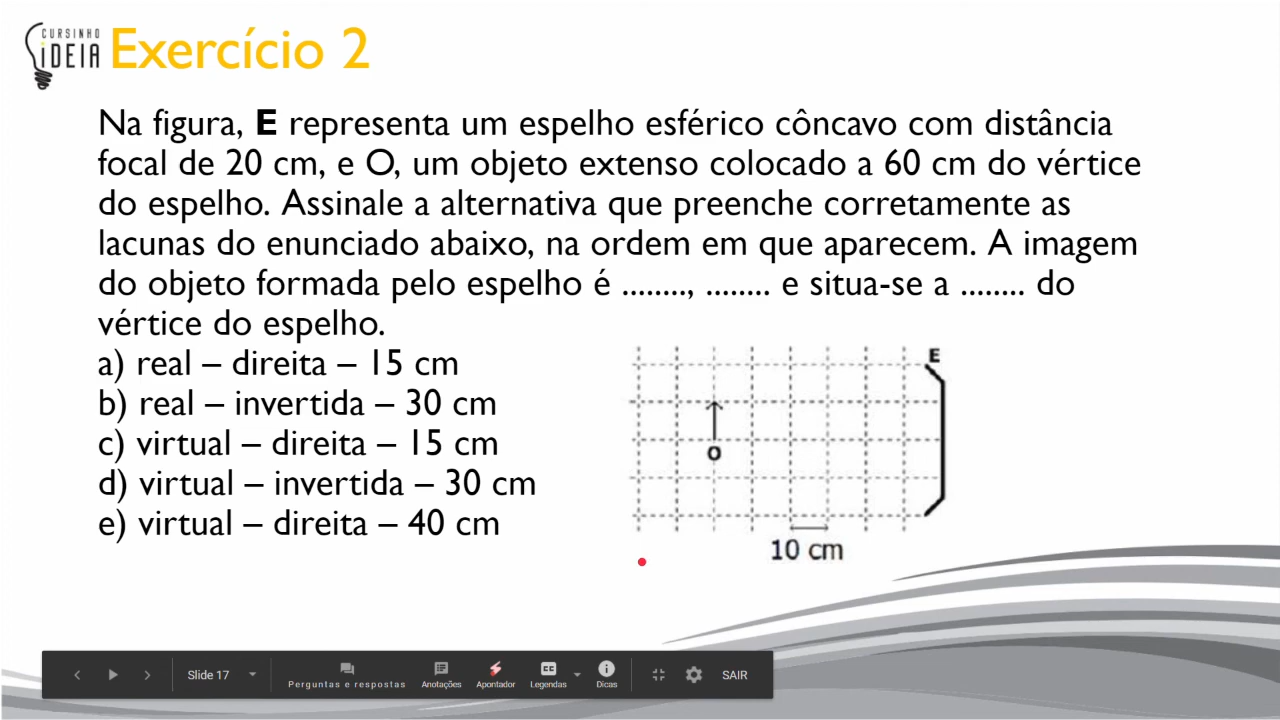 CURSINHO
iDEIA
Exercício 2
Na figura, E representa um espelho esférico côncavo com distância
focal de 20 cm, e O, um objeto extenso colocado a 60 cm do vértice
do espelho. Assinale a alternativa que preenche corretamente as
lacunas do enunciado abaixo, na ordem em que aparecem. A imagem
do objeto formada pelo espelho é ........, ........ e situa-se a ........ do
vértice do espelho.
a) real – direita – 15 cm
b) real – invertida – 30 cm
c) virtual – direita – 15 cm
d) virtual – invertida – 30 cm
e) virtual – direita – 40 cm
E
O
10 cm
Slide 17
Perguntas e respostas
Anotações
Apontador
CC
Legendas
Dicas
SAIR